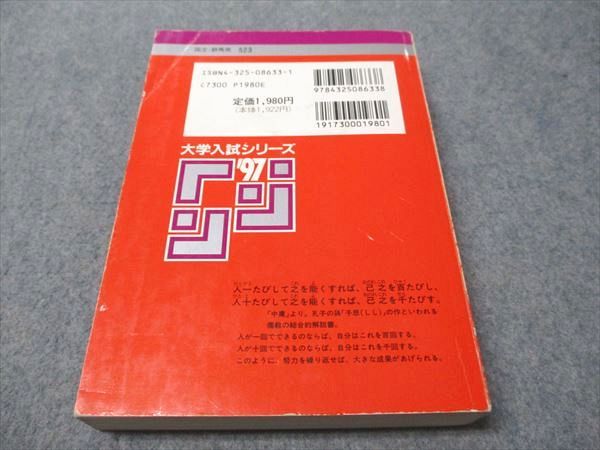 国立・群馬県 523
ISBN4-325-08633-1
C7300 P1980E
定価1,980円
(本体1,922円)
9784325086338
1917300019801
大学入試シリーズ
'97
人一たびして之を能くすれば、己之を百たびし、
人十たびして之を能くすれば、己之を千たびす。
「中庸」より。孔子の孫「子思(しし)」の作といわれる
儒教の総合的解説書。
人が一回でできるのならば、自分はこれを百回する。
人が十回でできるのならば、自分はこれを千回する。
このように、努力を繰り返せば、大きな成果があげられる。